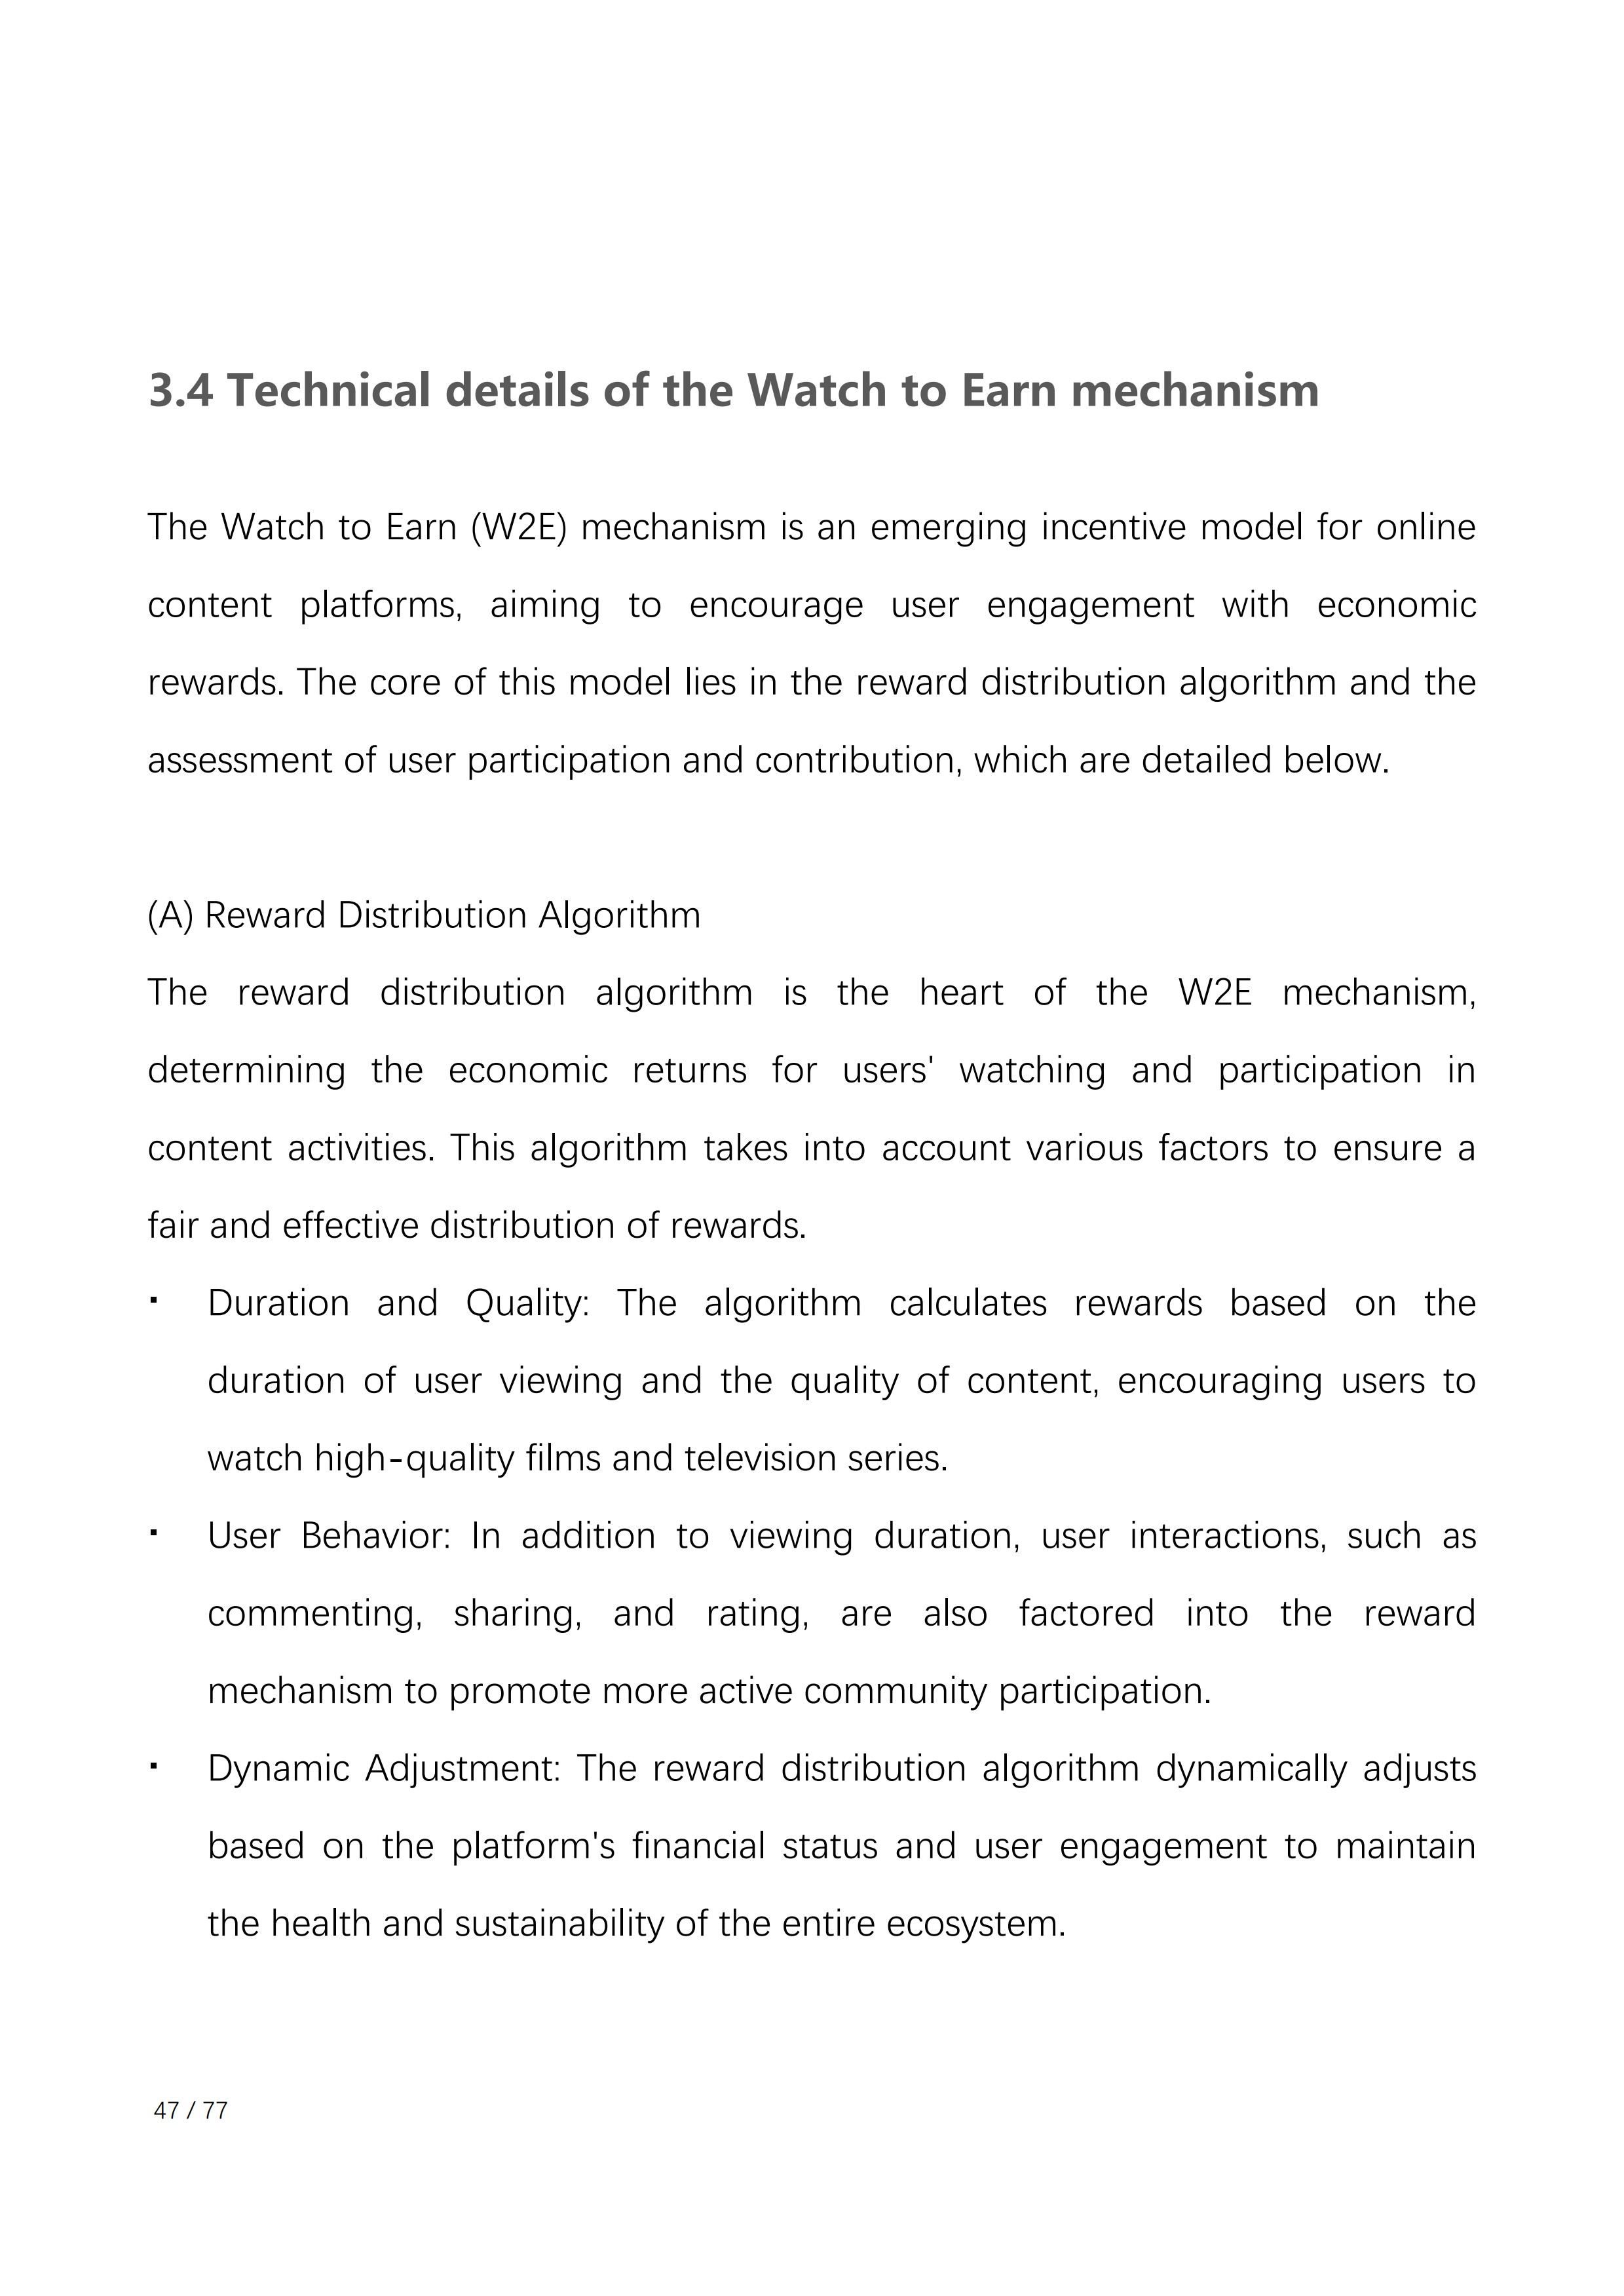 3.4 Technical details of the Watch to Earn mechanism
The Watch to Earn (W2E) mechanism is an emerging incentive model for online
content platforms, aiming to encourage user engagement with economic
rewards. The core of this model lies in the reward distribution algorithm and the
assessment of user participation and contribution, which are detailed below.
(A) Reward Distribution Algorithm
The reward distribution algorithm is the heart of the W2E mechanism,
determining the economic returns for users' watching and participation in
content activities. This algorithm takes into account various factors to ensure a
fair and effective distribution of rewards.
▪ Duration and Quality: The algorithm calculates rewards based on the
duration of user viewing and the quality of content, encouraging users to
watch high-quality films and television series.
▪ User Behavior: In addition to viewing duration, user interactions, such as
commenting, sharing, and rating, are also factored into the reward
mechanism to promote more active community participation.
▪ Dynamic Adjustment: The reward distribution algorithm dynamically adjusts
based on the platform's financial status and user engagement to maintain
the health and sustainability of the entire ecosystem.
47 / 77